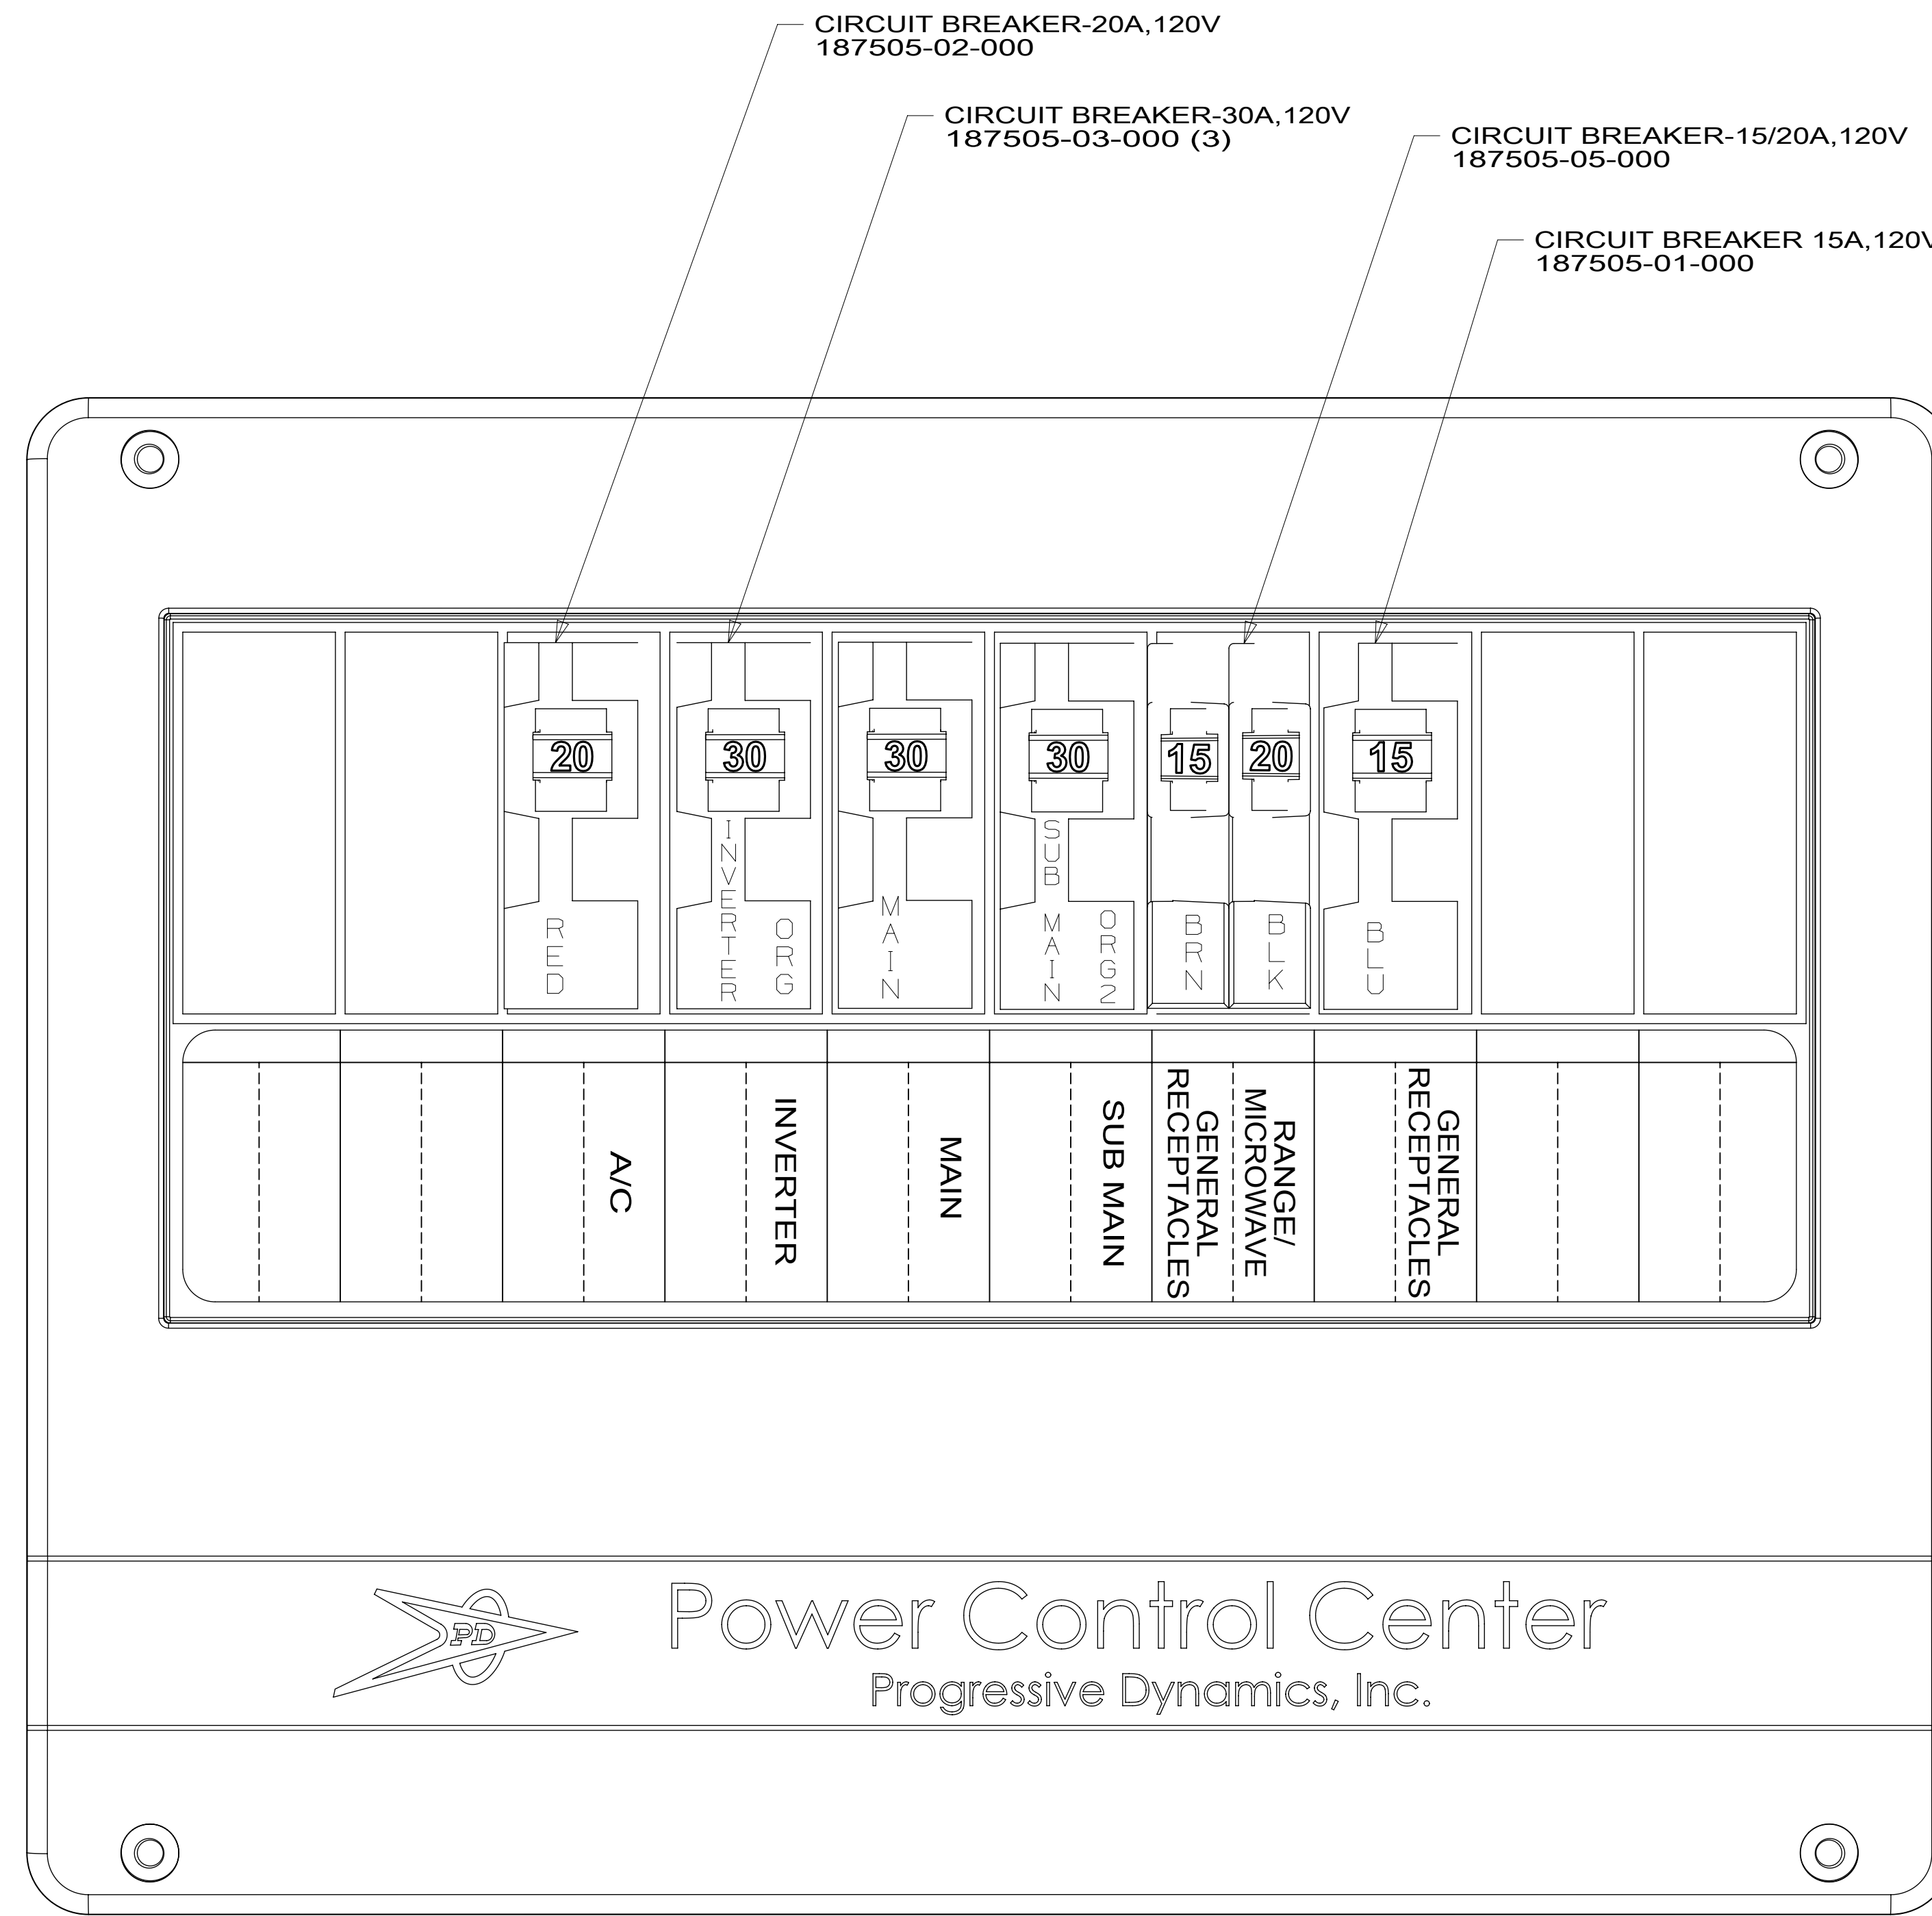 CIRCUIT BREAKER-20A,120V
187505-02-000
CIRCUIT BREAKER-30A,120V
187505-03-000 (3)
CIRCUIT BREAKER-15/20A,120V
187505-05-000
CIRCUIT BREAKER 15A,120V
187505-01-000
20
30
30
30
15
20
15
RED
INVERTER
ORG
MAIN
SUB MAIN
ORG2
BRN
BLK
BLU
A/C
INVERTER
MAIN
SUB MAIN
GENERAL
RECEPTACLES
RANGE/
MICROWAVE
GENERAL
RECEPTACLES
PD
Power Control Center
Progressive Dynamics, Inc.